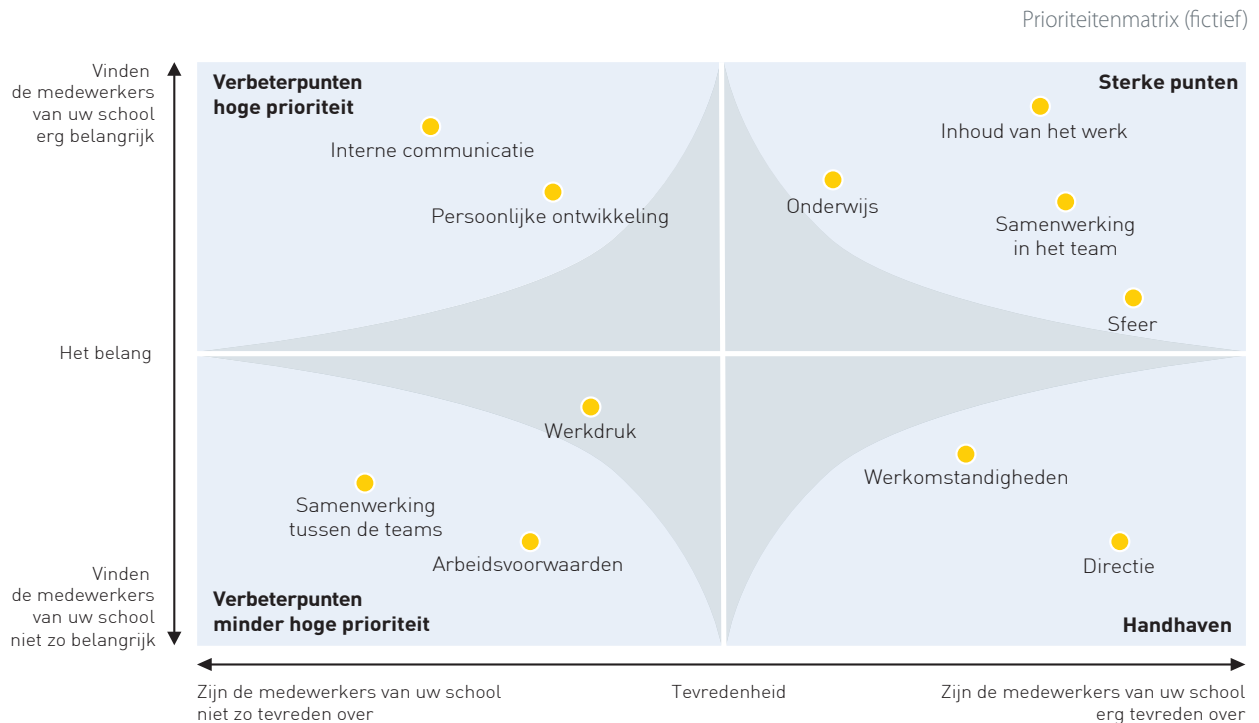 Prioriteitenmatrix (fictief)
Vinden
de medewerkers
van uw school
erg belangrijk
Verbeterpunten
hoge prioriteit
Sterke punten
Interne communicatie
Persoonlijke ontwikkeling
Inhoud van het werk
Onderwijs
Samenwerking
in het team
Sfeer
Het belang
Werkdruk
Samenwerking
tussen de teams
Arbeidsvoorwaarden
Werkomstandigheden
Directie
Vinden
de medewerkers
van uw school
niet zo belangrijk
Verbeterpunten
minder hoge prioriteit
Handhaven
Zijn de medewerkers van uw school
niet zo tevreden over
Tevredenheid
Zijn de medewerkers van uw school
erg tevreden over